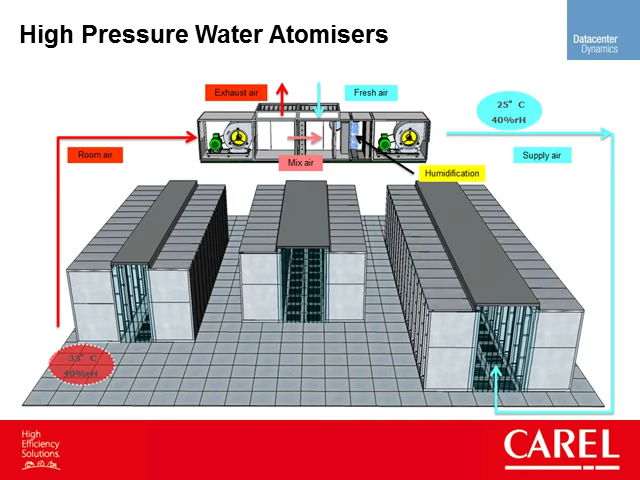 High Pressure Water Atomisers
Datacenter
Dynamics
Exhaust air
Fresh air
25° C
40%rH
Room air
Mix air
Supply air
Humidification
33° C
40%rH
High
Efficiency
Solutions.
CAREL